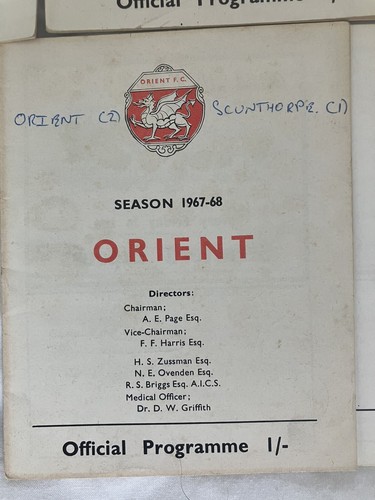 Official Programme
ORIENT F.C.
ORIENT (2) SCUNTHORPE. (1)
SEASON 1967-68
ORIENT
Directors:
Chairman;
A. E. Page Esq.
Vice-Chairman;
F. F. Harris Esq.
H. S. Zussman Esq.
N. E. Ovenden Esq.
R. S. Briggs Esq. A.I.C.S.
Medical Officer;
Dr. D. W. Griffith
Official Programme 1/-